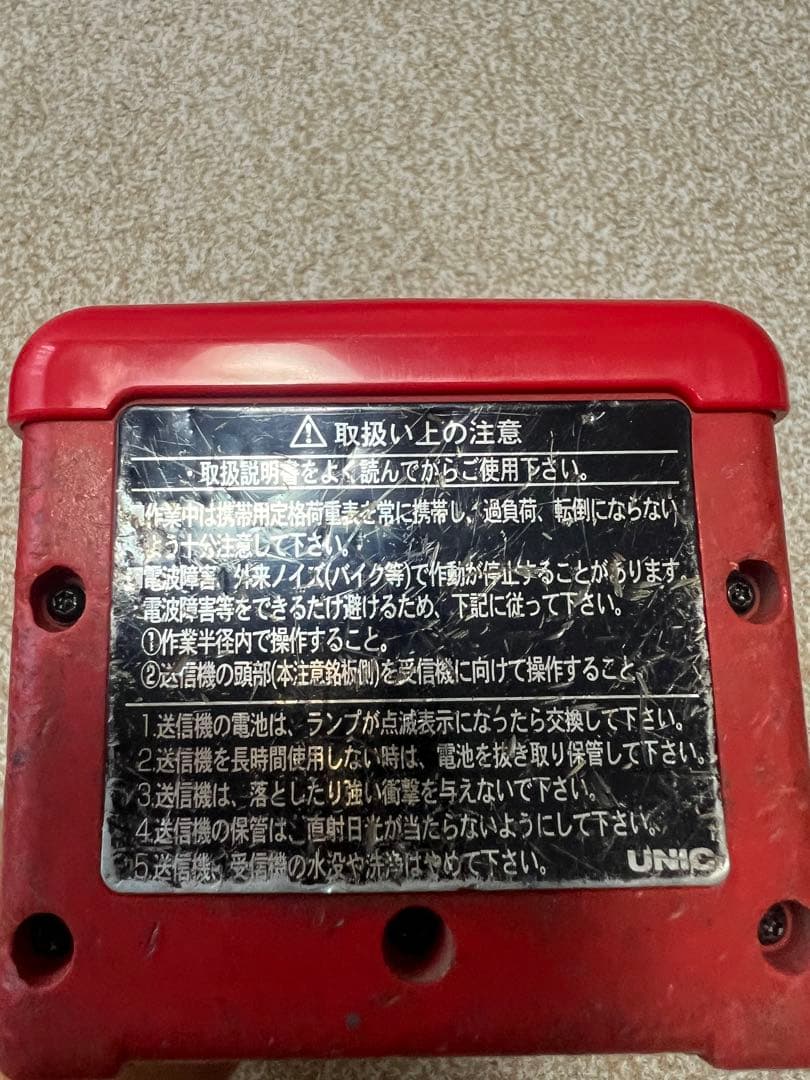 ⚠取扱い上の注意
・取扱説明書をよく読んでからご使用下さい。
作業中は携帯用定格荷重表を常に携帯し、過負荷、転倒にならない
よう十分注意して下さい。
電波障害、外来ノイズ(バイク等)で作動が停止することがあります。
電波障害等をできるだけ避けるため、下記に従って下さい。
①作業半径内で操作すること。
②送信機の頭部(本注意銘板側)を受信機に向けて操作すること。
1.送信機の電池は、ランプが点滅表示になったら交換して下さい。
2.送信機を長時間使用しない時は、電池を抜き取り保管して下さい。
3.送信機は、落としたり強い衝撃を与えないで下さい。
4.送信機の保管は、直射日光が当たらないようにして下さい。
5.送信機、受信機の水没や洗浄はやめて下さい。
UNIC